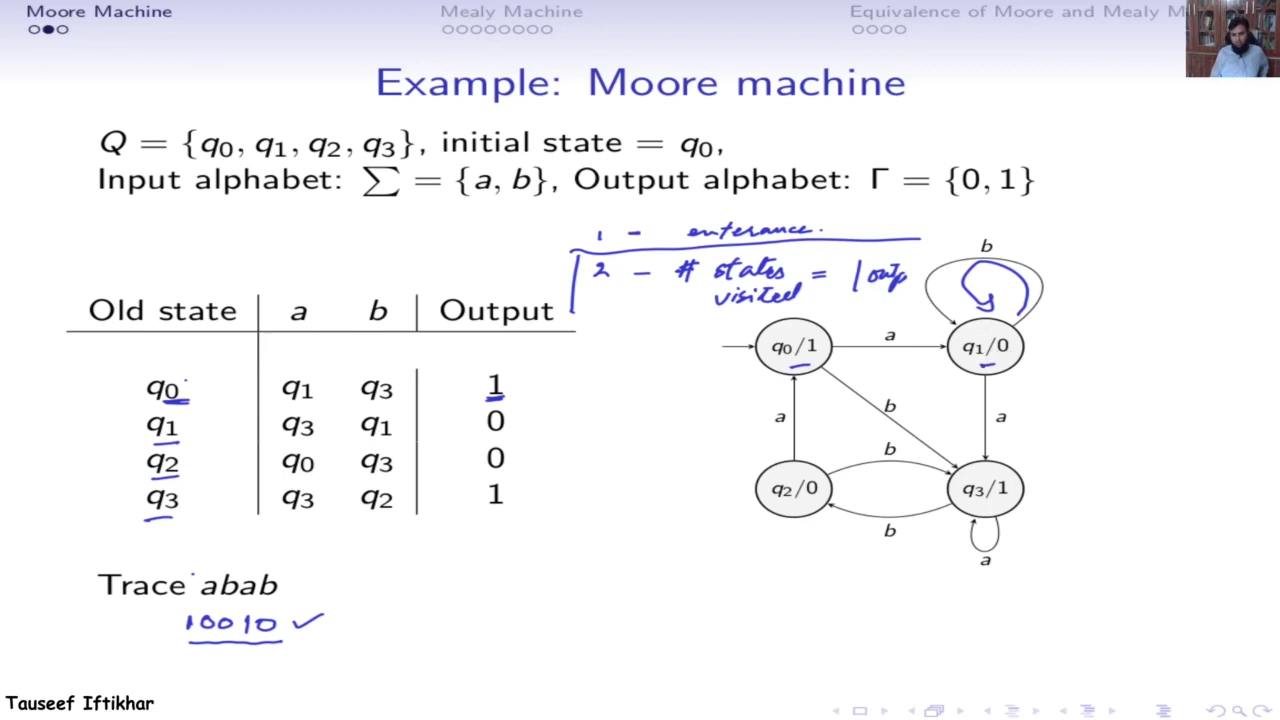 Moore Machine Mealy Machine Equivalence of Moore and Mealy M
Example: Moore machine
Q = {q0, q1, q2, q3}, initial state = q0,
Input alphabet: ∑ = {a, b}, Output alphabet: Γ = {0, 1}
1 - enterance.
2 - # states = 1 outp
visited
Old state a b Output
q0 q1 q3 1
q1 q3 q1 0
q2 q0 q3 0
q3 q3 q2 1
b
q0/1 a q1/0
b
a a
b
q2/0 q3/1
b
a
Trace abab
10010 ✓
Tauseef Iftikhar